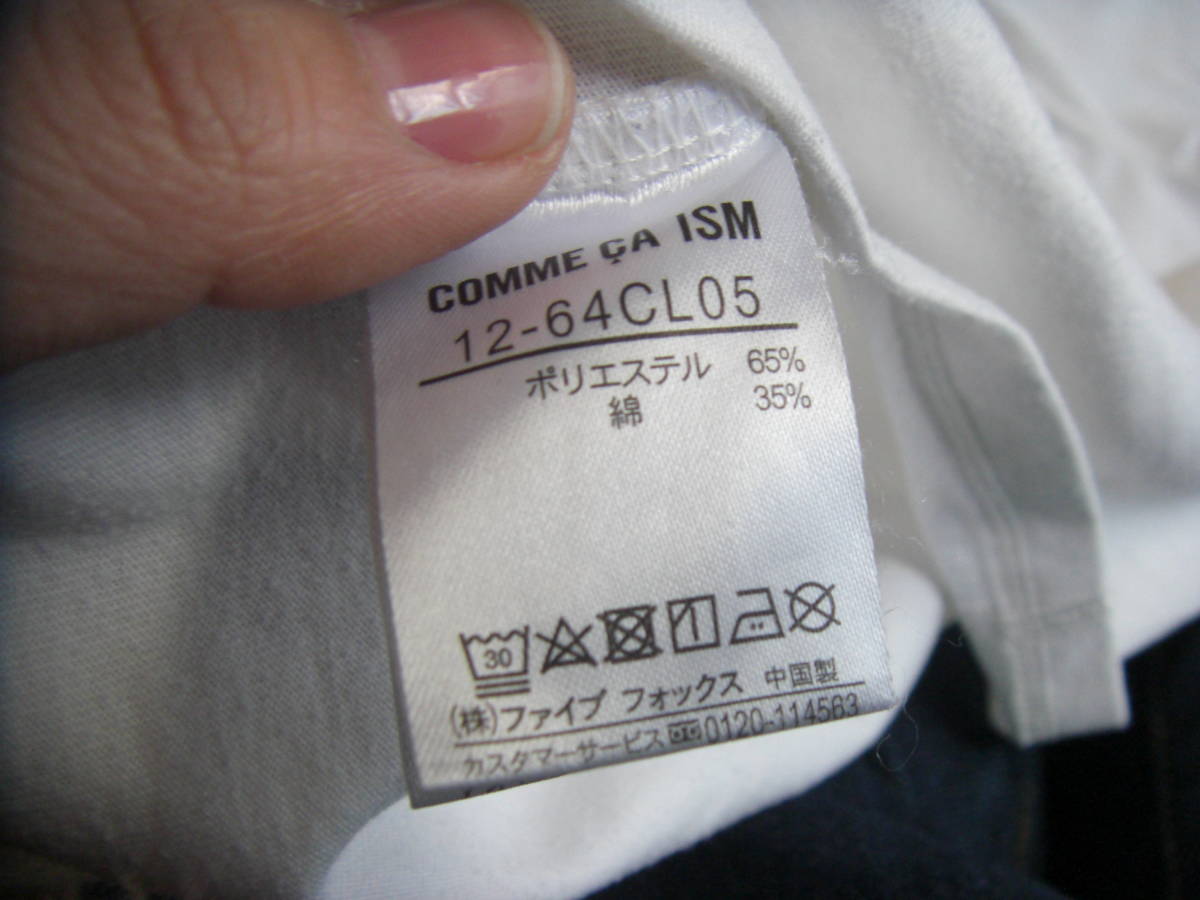 COMME ÇA ISM
12-64CL05
ポリエステル 65%
綿 35%
30
(株)ファイブ フォックス 中国製
カスタマーサービス 0120-114563